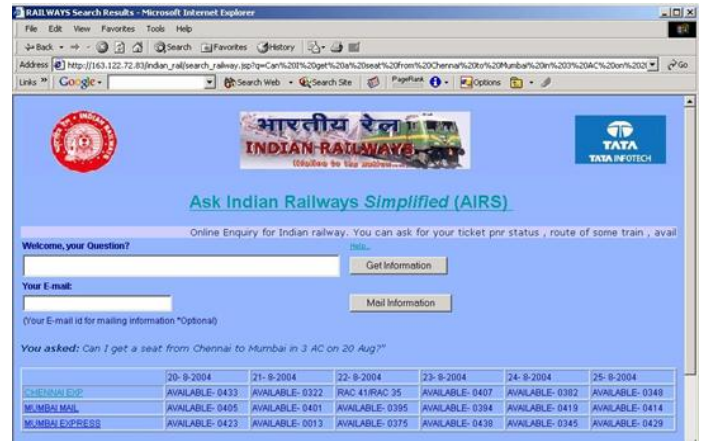 RAILWAYS Search Results - Microsoft Internet Explorer
File Edit View Favorites Tools Help
Back Search Favorites History
Address http://163.122.72.83/indian_rail/search_railway.jsp?q=Can%20I%20get%20a%20seat%20from%20Chennai%20to%20Mumbai%20in%203%20AC%20on%202 Go
Links » Google Search Web Search Site PageRank Options
भारतीय रेल
INDIAN RAILWAYS
TATA
TATA INFOTECH
Ask Indian Railways Simplified (AIRS)
Online Enquiry for Indian railway. You can ask for your ticket pnr status , route of some train , avail
Welcome, your Question? Help..
Get Information
Your E-mail:
Mail Information
(Your E-mail id for mailing information *Optional)
You asked: Can I get a seat from Chennai to Mumbai in 3 AC on 20 Aug?"
20- 8-2004 21- 8-2004 22- 8-2004 23- 8-2004 24- 8-2004 25- 8-2004
CHENNAI EXP AVAILABLE- 0433 AVAILABLE- 0322 RAC 41/RAC 35 AVAILABLE- 0407 AVAILABLE- 0382 AVAILABLE- 0348
MUMBAI MAIL AVAILABLE- 0405 AVAILABLE- 0401 AVAILABLE- 0395 AVAILABLE- 0394 AVAILABLE- 0419 AVAILABLE- 0414
MUMBAI EXPRESS AVAILABLE- 0423 AVAILABLE- 0013 AVAILABLE- 0375 AVAILABLE- 0438 AVAILABLE- 0345 AVAILABLE- 0429